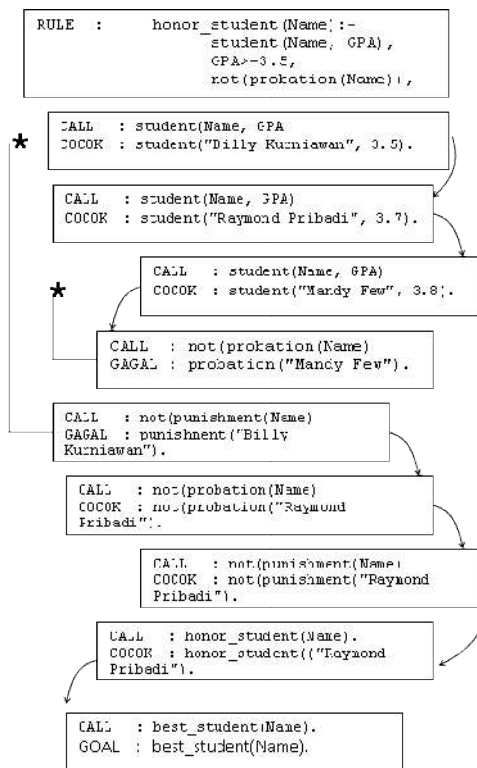 RULE : honor_student(Name):-
student(Name, GPA),
GPA>=3.5,
not(probation(Name)),
CALL : student(Name, GPA
COCOK : student("Billy Kurniawan", 3.5).
CALL : student(Name, GPA)
COCOK : student("Raymond Pribadi", 3.7).
CALL : student(Name, GPA)
COCOK : student("Mandy Few", 3.8).
CALL : not(probation(Name)
GAGAL : probation("Mandy Few").
CALL : not(punishment(Name)
GAGAL : punishment("Billy
Kurniawan").
CALL : not(probation(Name)
COCOK : not(probation("Raymond
Pribadi").
CALL : not(punishment(Name)
COCOK : not(punishment("Raymond
Pribadi").
CALL : honor_student(Name).
COCOK : honor_student(("Raymond
Pribadi").
CALL : best_student(Name).
GOAL : best_student(Name).